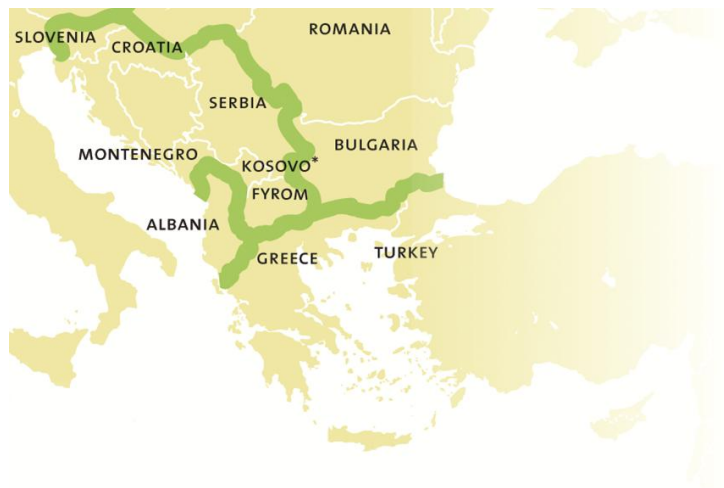 ROMANIA
SLOVENIA
CROATIA
SERBIA
BULGARIA
MONTENEGRO
KOSOVO*
FYROM
ALBANIA
TURKEY
GREECE